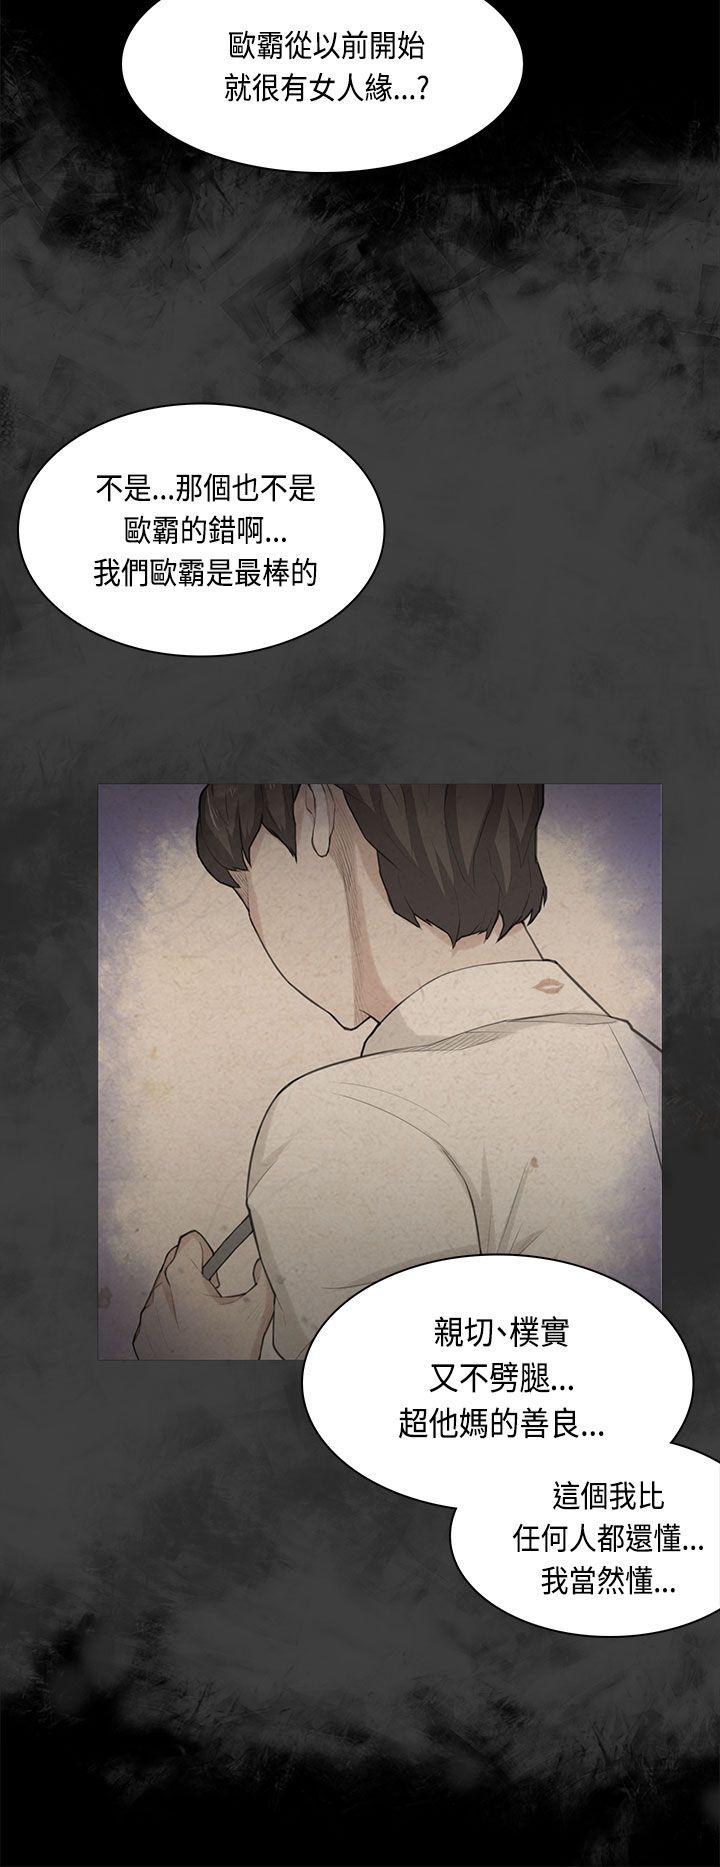 歐霸從以前開始
就很有女人緣...?
不是...那個也不是
歐霸的錯啊...
我們歐霸是最棒的
親切、樸實
又不劈腿...
超他媽的善良...
這個我比
任何人都還懂...
我當然懂...